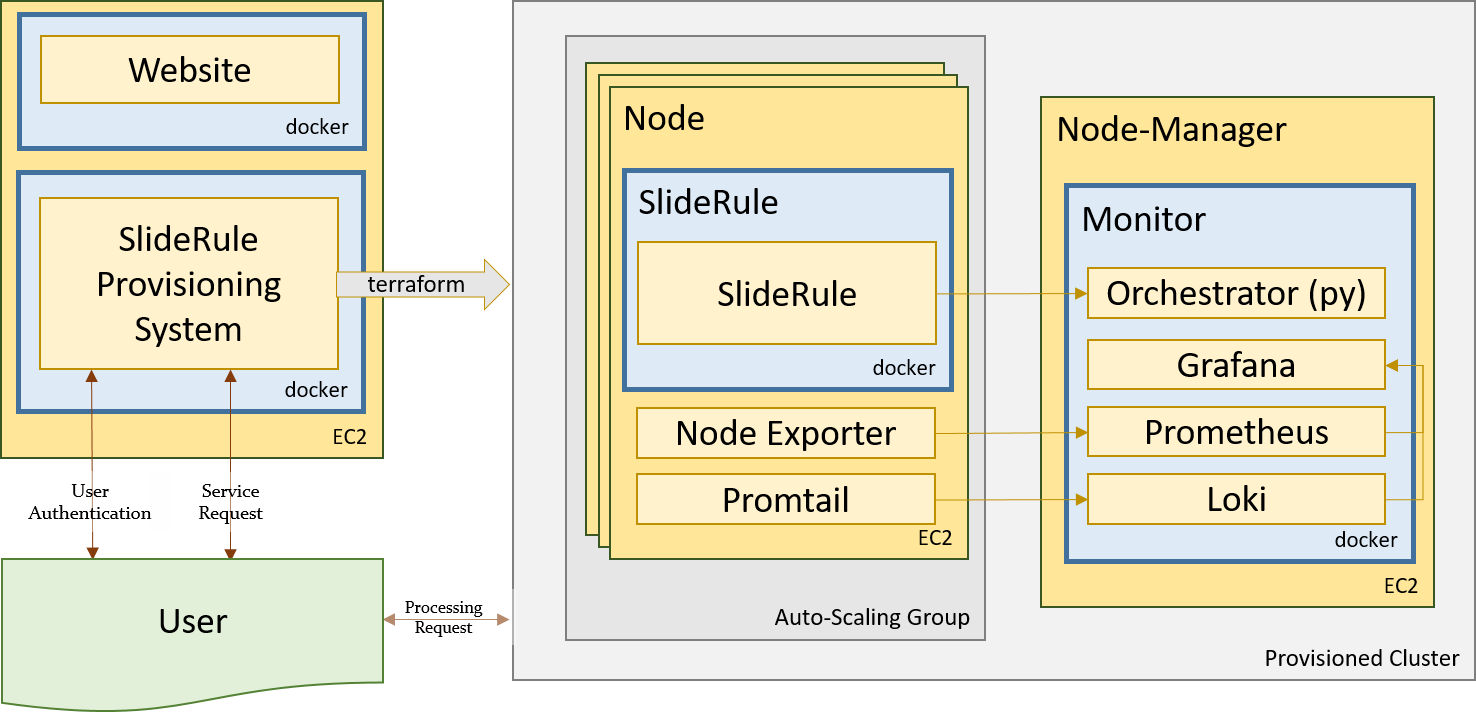 Website
docker
SlideRule
Provisioning
System
docker
EC2
terraform
User
Authentication
Service
Request
User
Processing
Request
Node
SlideRule
SlideRule
docker
Node Exporter
Promtail
EC2
Auto-Scaling Group
Node-Manager
Monitor
Orchestrator (py)
Grafana
Prometheus
Loki
docker
EC2
Provisioned Cluster